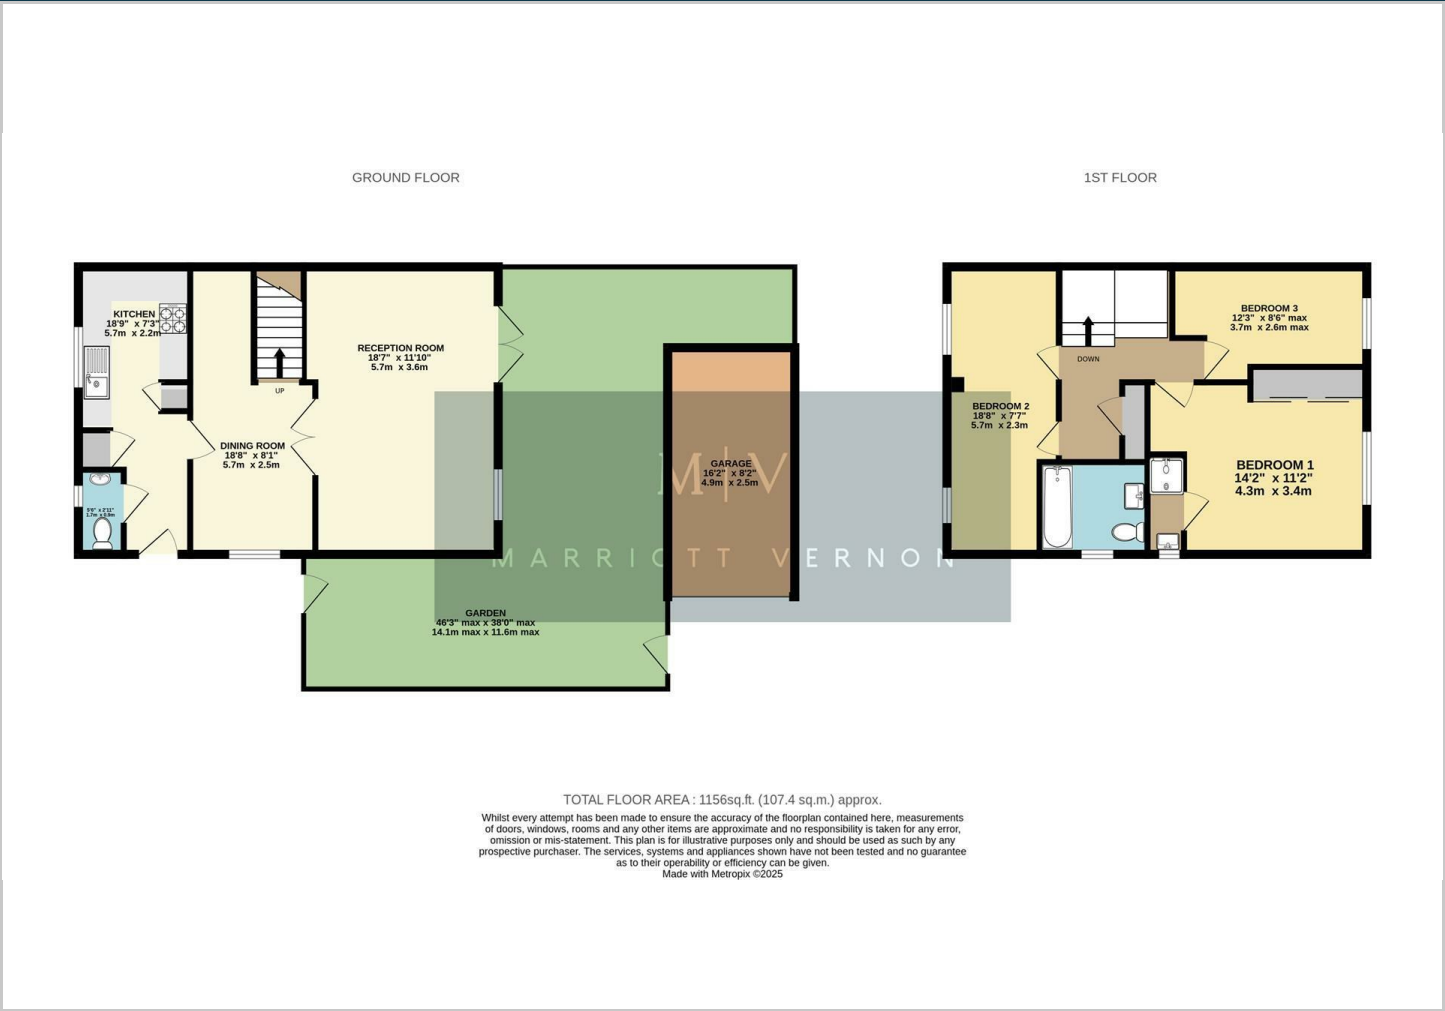 GROUND FLOOR
1ST FLOOR
KITCHEN
18'9" x 7'3"
5.7m x 2.2m
RECEPTION ROOM
18'7" x 11'10"
5.7m x 3.6m
UP
DINING ROOM
18'8" x 8'1"
5.7m x 2.5m
5'6" x 2'11"
1.7m x 0.9m
GARAGE
16'2" x 8'2"
4.9m x 2.5m
GARDEN
46'3" max x 38'0" max
14.1m max x 11.6m max
M|V
MARRIOTT VERNON
BEDROOM 3
12'3" x 8'6" max
3.7m x 2.6m max
DOWN
BEDROOM 2
18'8" x 7'7"
5.7m x 2.3m
BEDROOM 1
14'2" x 11'2"
4.3m x 3.4m
TOTAL FLOOR AREA : 1156sq.ft. (107.4 sq.m.) approx.
Whilst every attempt has been made to ensure the accuracy of the floorplan contained here, measurements
of doors, windows, rooms and any other items are approximate and no responsibility is taken for any error,
omission or mis-statement. This plan is for illustrative purposes only and should be used as such by any
prospective purchaser. The services, systems and appliances shown have not been tested and no guarantee
as to their operability or efficiency can be given.
Made with Metropix ©2025